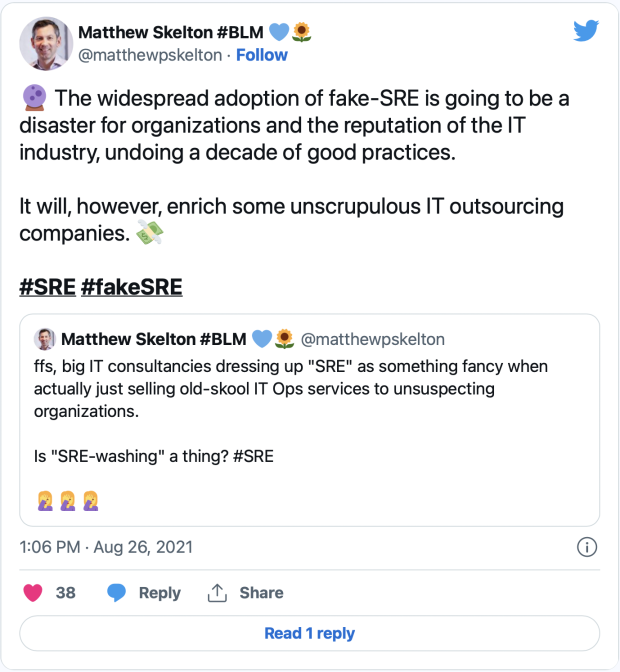 Matthew Skelton #BLM 💙🌻
@matthewpskelton · Follow
🔮 The widespread adoption of fake-SRE is going to be a
disaster for organizations and the reputation of the IT
industry, undoing a decade of good practices.
It will, however, enrich some unscrupulous IT outsourcing
companies. 💸
#SRE #fakeSRE
Matthew Skelton #BLM 💙🌻 @matthewpskelton
ffs, big IT consultancies dressing up "SRE" as something fancy when
actually just selling old-skool IT Ops services to unsuspecting
organizations.
Is "SRE-washing" a thing? #SRE
🤦‍♀️🤦‍♀️🤦‍♀️
1:06 PM · Aug 26, 2021
38 Reply Share
Read 1 reply